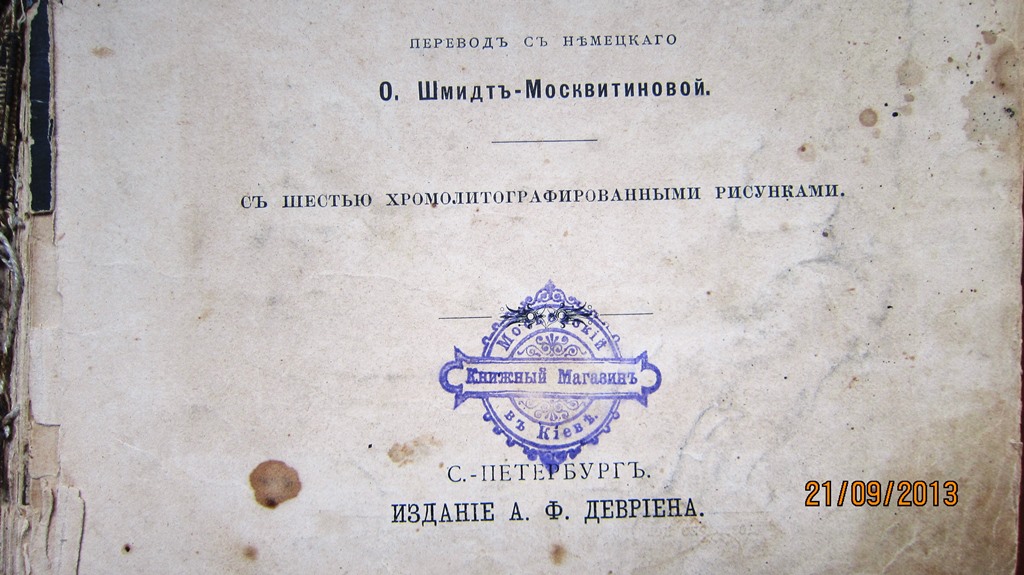 ПЕРЕВОДЪ СЪ НѢМЕЦКАГО
О. Шмидтъ-Москвитиновой.
СЪ ШЕСТЬЮ ХРОМОЛИТОГРАФИРОВАННЫМИ РИСУНКАМИ.
Московскій
Книжный Магазинъ
въ Кіевѣ.
С.-ПЕТЕРБУРГЪ.
ИЗДАНІЕ А. Ф. ДЕВРІЕНА.
21/09/2013